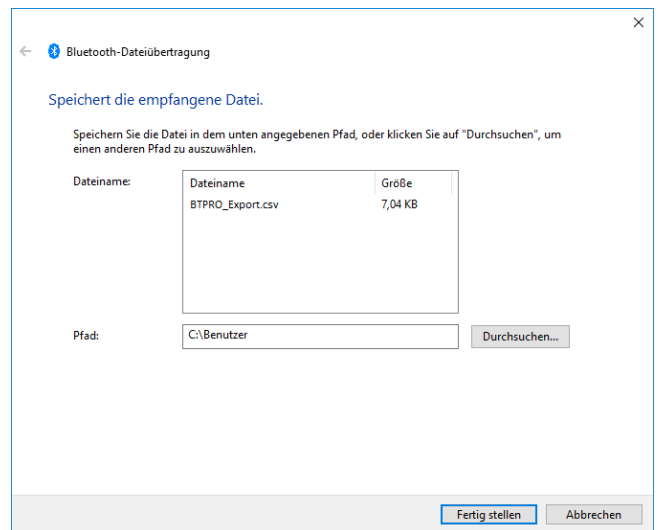 Bluetooth-Dateiübertragung
Speichert die empfangene Datei.
Speichern Sie die Datei in dem unten angegebenen Pfad, oder klicken Sie auf "Durchsuchen", um
einen anderen Pfad zu auszuwählen.
Dateiname:
Dateiname Größe
BTPRO_Export.csv 7,04 KB
Pfad: C:\Benutzer Durchsuchen...
Fertig stellen Abbrechen